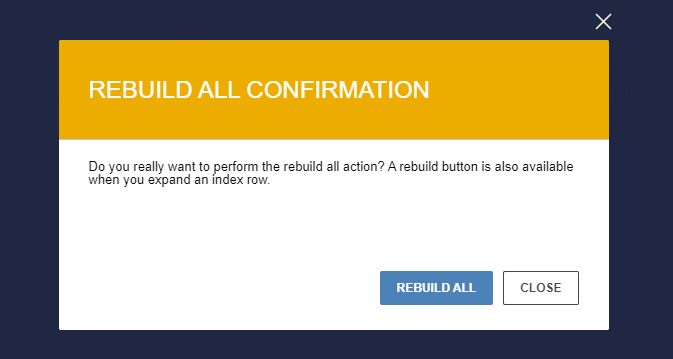 REBUILD ALL CONFIRMATION
Do you really want to perform the rebuild all action? A rebuild button is also available
when you expand an index row.
REBUILD ALL
CLOSE